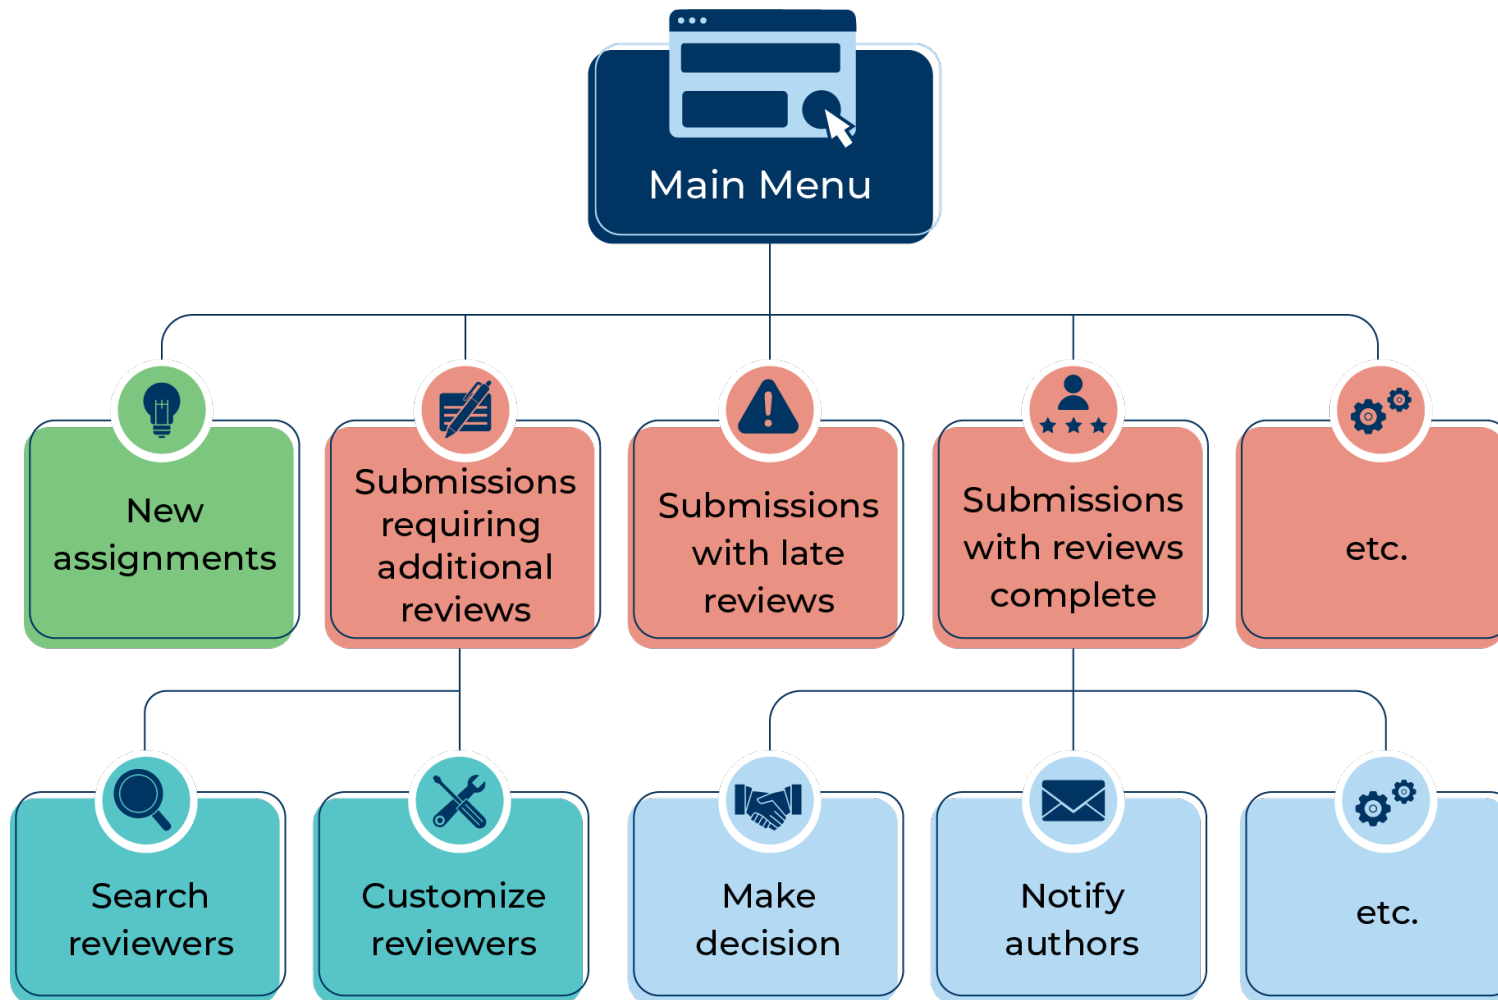 Main Menu
New
assignments
Submissions
requiring
additional
reviews
Submissions
with late
reviews
Submissions
with reviews
complete
etc.
Search
reviewers
Customize
reviewers
Make
decision
Notify
authors
etc.